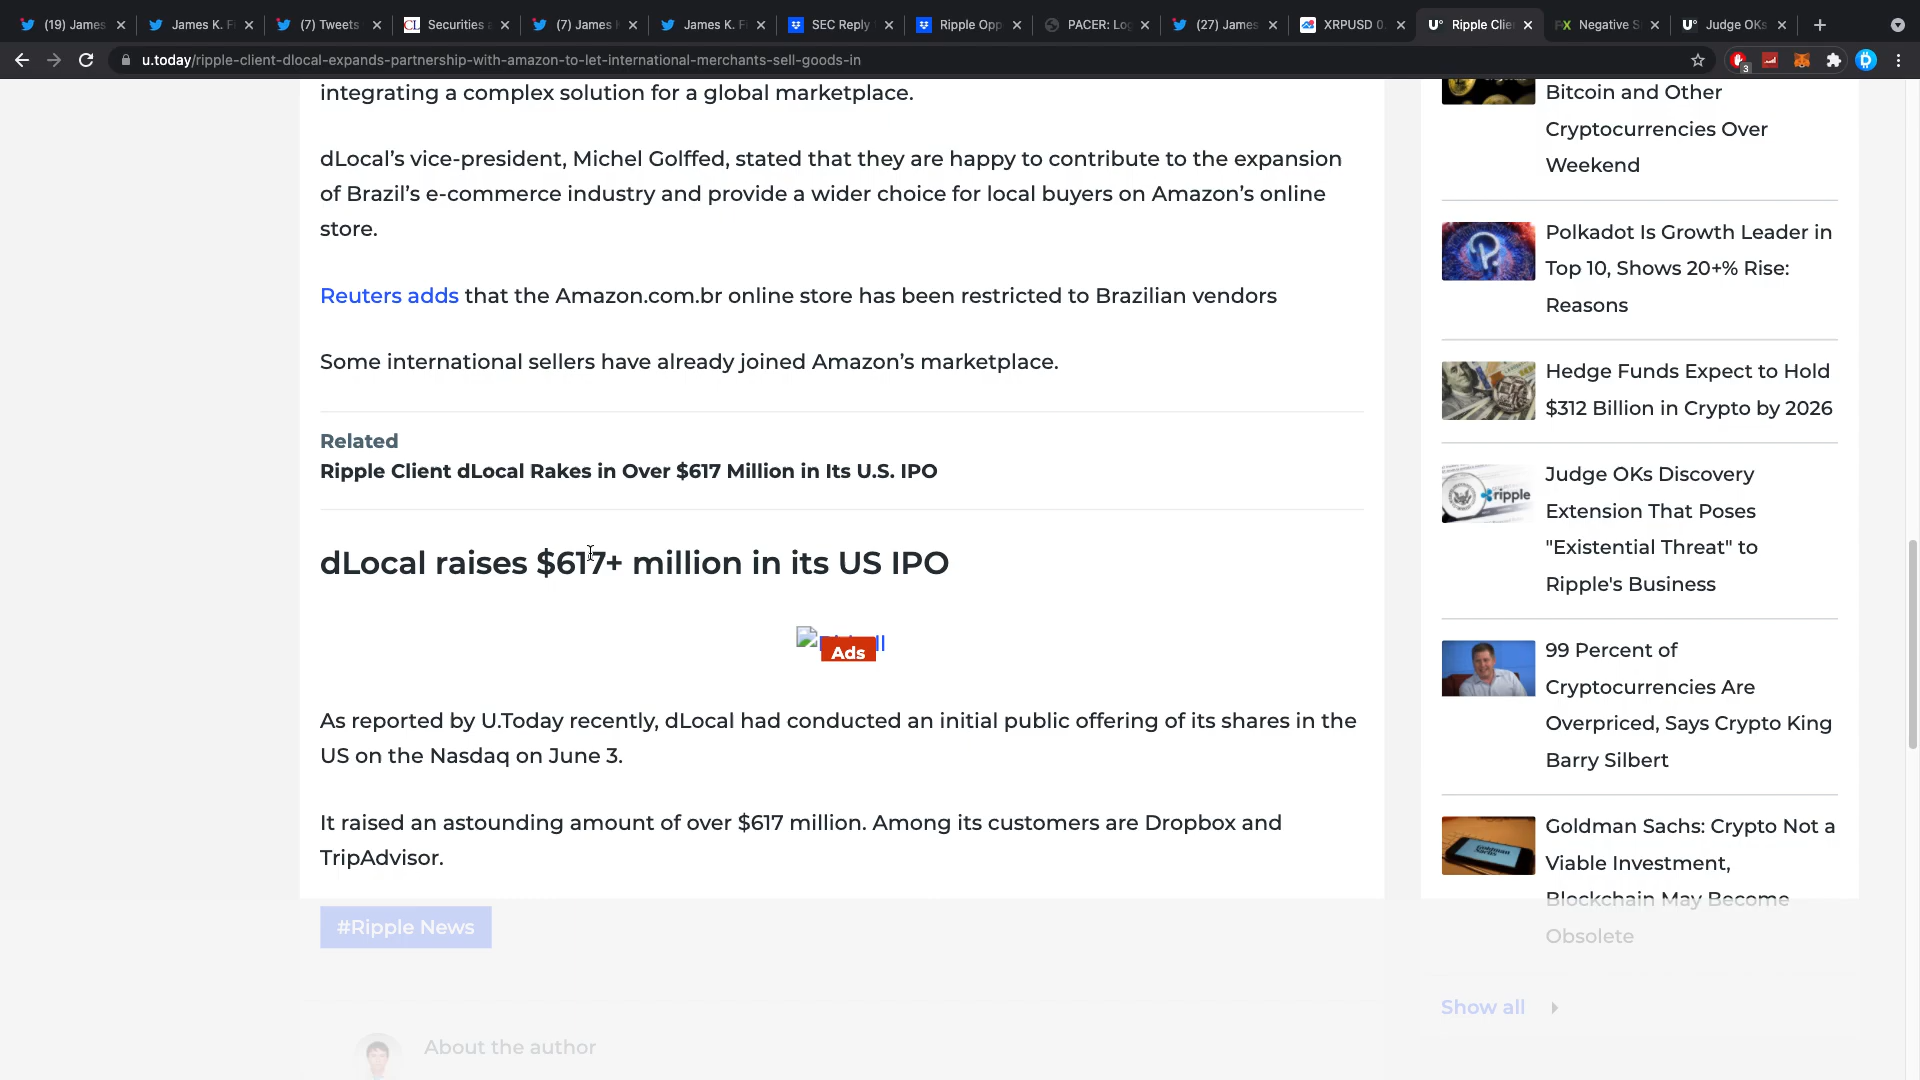 (19) James
James K. Fi
(7) Tweets
Securities a
(7) James K
James K. Fi
SEC Reply
Ripple Opp
PACER: Log
(27) James
XRPUSD 0.
Ripple Clie
Negative S
Judge OKs
u.today/ripple-client-dlocal-expands-partnership-with-amazon-to-let-international-merchants-sell-goods-in
3
integrating a complex solution for a global marketplace.
dLocal’s vice-president, Michel Golffed, stated that they are happy to contribute to the expansion
of Brazil’s e-commerce industry and provide a wider choice for local buyers on Amazon’s online
store.
Reuters adds that the Amazon.com.br online store has been restricted to Brazilian vendors
Some international sellers have already joined Amazon’s marketplace.
Related
Ripple Client dLocal Rakes in Over $617 Million in Its U.S. IPO
dLocal raises $617+ million in its US IPO
Ads
As reported by U.Today recently, dLocal had conducted an initial public offering of its shares in the
US on the Nasdaq on June 3.
It raised an astounding amount of over $617 million. Among its customers are Dropbox and
TripAdvisor.
#Ripple News
About the author
Bitcoin and Other
Cryptocurrencies Over
Weekend
Polkadot Is Growth Leader in
Top 10, Shows 20+% Rise:
Reasons
Hedge Funds Expect to Hold
$312 Billion in Crypto by 2026
ripple
Judge OKs Discovery
Extension That Poses
"Existential Threat" to
Ripple's Business
99 Percent of
Cryptocurrencies Are
Overpriced, Says Crypto King
Barry Silbert
Goldman Sachs
Goldman Sachs: Crypto Not a
Viable Investment,
Blockchain May Become
Obsolete
Show all